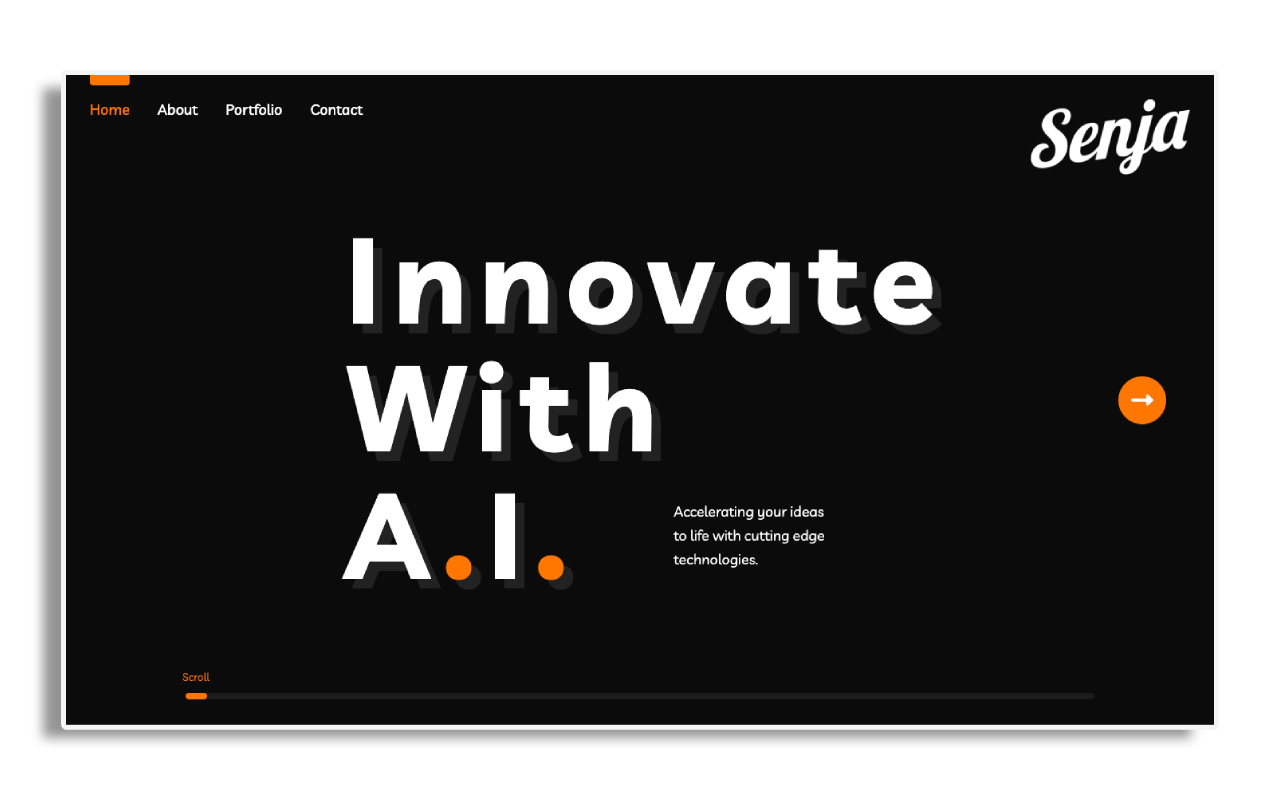 Home About Portfolio Contact
Senja
Innovate
With
A.I.
Accelerating your ideas
to life with cutting edge
technologies.
Scroll